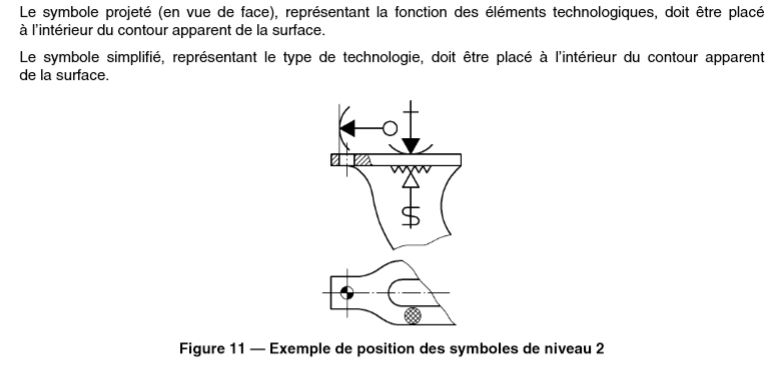 Le symbole projeté (en vue de face), représentant la fonction des éléments technologiques, doit être placé
à l'intérieur du contour apparent de la surface.
Le symbole simplifié, représentant le type de technologie, doit être placé à l'intérieur du contour apparent
de la surface.
Figure 11 — Exemple de position des symboles de niveau 2